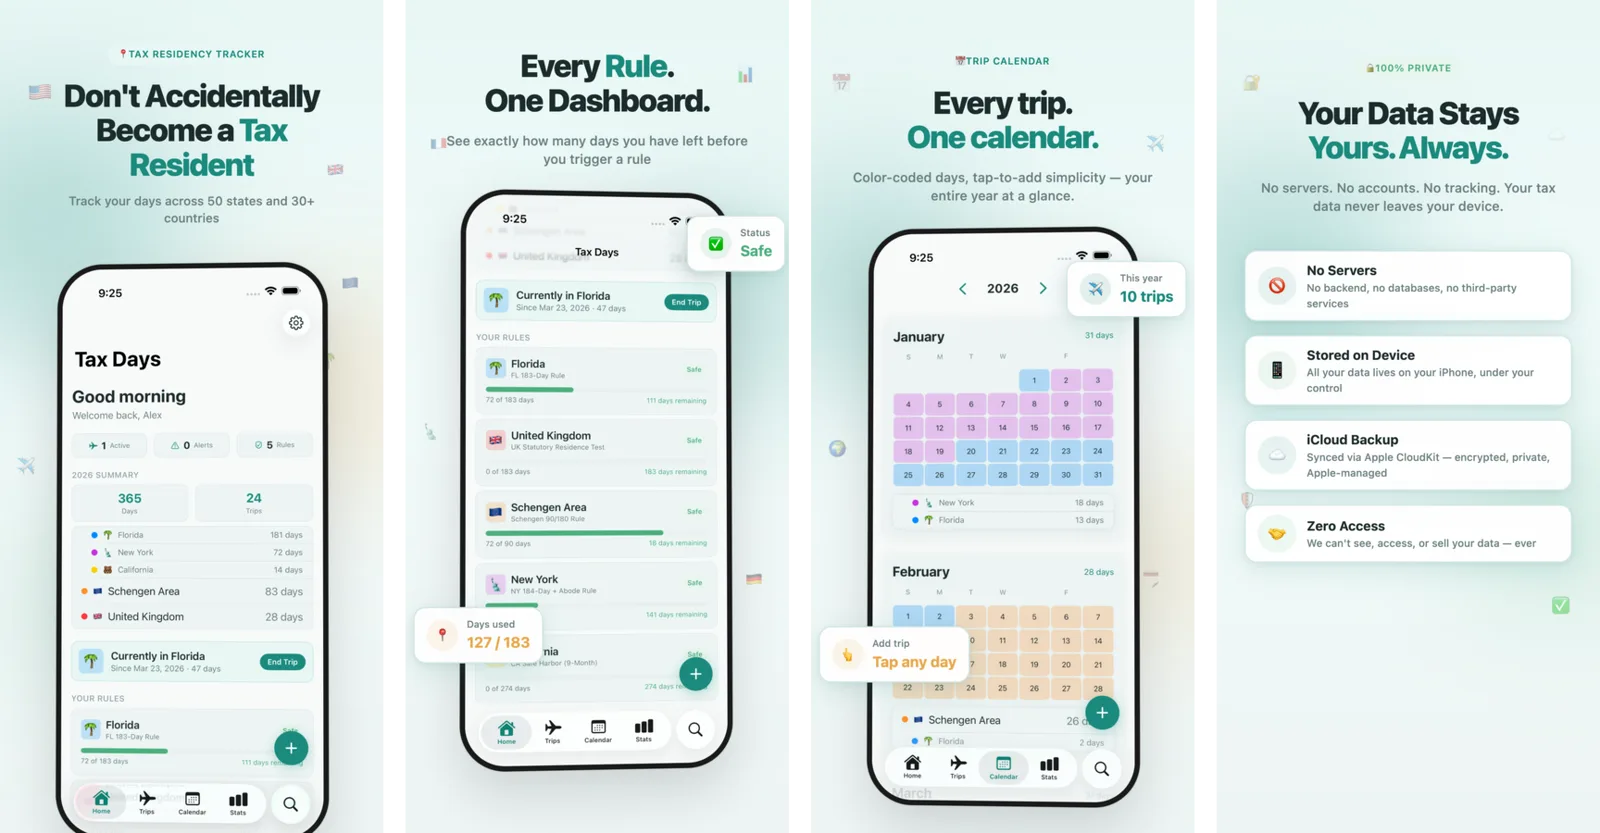 TAX RESIDENCY TRACKER
Don't Accidentally
Become a Tax
Resident
Track your days across 50 states and 30+
countries
9:25
Tax Days
Good morning
Welcome back, Alex
1 Active
0 Alerts
5 Rules
2026 SUMMARY
365
Days
24
Trips
Florida 181 days
New York 72 days
California 14 days
Schengen Area 83 days
United Kingdom 28 days
Currently in Florida
Since Mar 23, 2026 · 47 days
End Trip
YOUR RULES
Florida
FL 183-Day Rule
Safe
72 of 183 days
111 days remaining
Home
Trips
Calendar
Stats
Every Rule.
One Dashboard.
See exactly how many days you have left before
you trigger a rule
9:25
Schengen Area
United Kingdom
Tax Days
Status
Safe
Currently in Florida
Since Mar 23, 2026 · 47 days
End Trip
YOUR RULES
Florida
FL 183-Day Rule
Safe
72 of 183 days
111 days remaining
United Kingdom
UK Statutory Residence Test
Safe
0 of 183 days
183 days remaining
Schengen Area
Schengen 90/180 Rule
Safe
72 of 90 days
18 days remaining
New York
NY 184-Day + Abode Rule
Safe
141 days remaining
Days used
127 / 183
nia
Harbor (9-Month)
Safe
0 of 274 days
274 days
Home
Trips
Calendar
Stats
TRIP CALENDAR
Every trip.
One calendar.
Color-coded days, tap-to-add simplicity — your
entire year at a glance.
9:25
2026
This year
10 trips
January 31 days
S M T W F
1 2 3
4 5 6 7 8 9 10
11 12 13 14 15 16 17
18 19 20 21 22 23 24
25 26 27 28 29 30 31
New York 18 days
Florida 13 days
February 28 days
S M T W F
1 2 3 4 5 6 7
0 11 12 13 14
17 18 19 20 21
22 23 24 25 26 27 28
Add trip
Tap any day
Schengen Area 26 d
Florida 2 days
Home
Trips
Calendar
Stats
March
100% PRIVATE
Your Data Stays
Yours. Always.
No servers. No accounts. No tracking. Your tax
data never leaves your device.
No Servers
No backend, no databases, no third-party
services
Stored on Device
All your data lives on your iPhone, under your
control
iCloud Backup
Synced via Apple CloudKit — encrypted, private,
Apple-managed
Zero Access
We can't see, access, or sell your data — ever